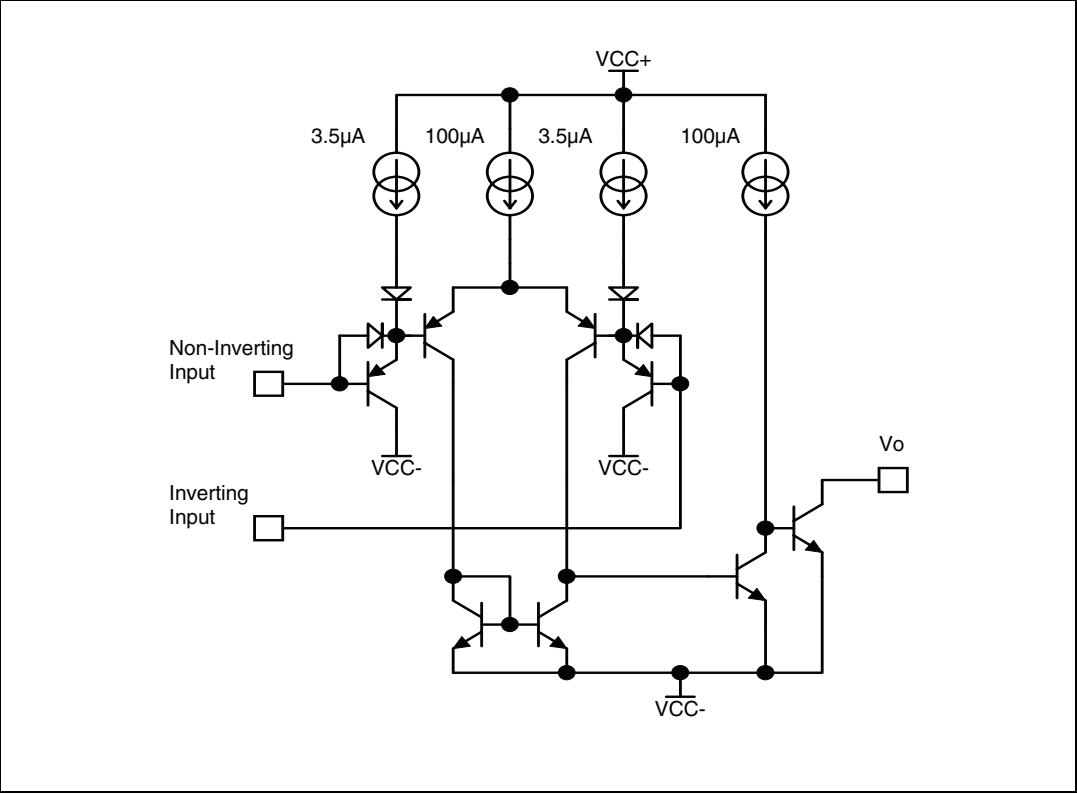 VCC+
3.5µA
100µA
3.5µA
100µA
Non-Inverting
Input
VCC-
VCC-
Vo
Inverting
Input
VCC-